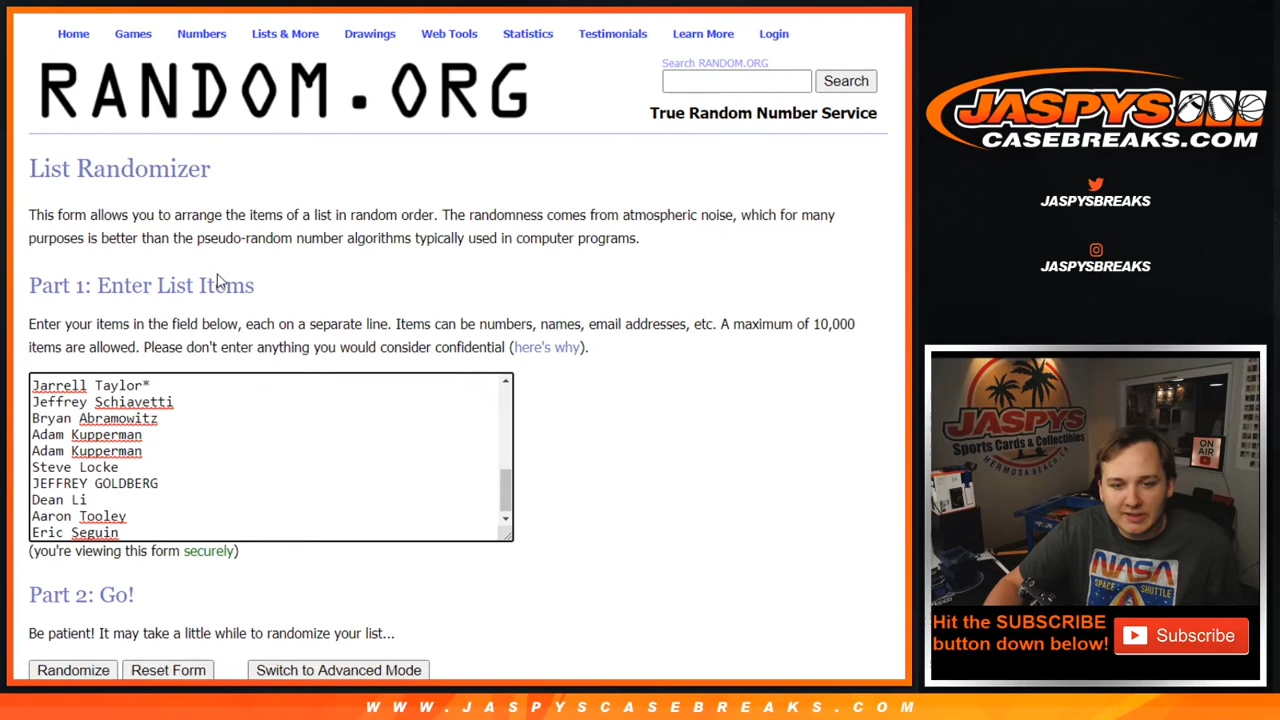 Home Games Numbers Lists & More Drawings Web Tools Statistics Testimonials Learn More Login
RANDOM.ORG
Search RANDOM.ORG
Search
True Random Number Service
List Randomizer
This form allows you to arrange the items of a list in random order. The randomness comes from atmospheric noise, which for many
purposes is better than the pseudo-random number algorithms typically used in computer programs.
Part 1: Enter List Items
Enter your items in the field below, each on a separate line. Items can be numbers, names, email addresses, etc. A maximum of 10,000
items are allowed. Please don't enter anything you would consider confidential (here's why).
Jarrell Taylor*
Jeffrey Schiavetti
Bryan Abramowitz
Adam Kupperman
Adam Kupperman
Steve Locke
JEFFREY GOLDBERG
Dean Li
Aaron Tooley
Eric Seguin
(you're viewing this form securely)
Part 2: Go!
Be patient! It may take a little while to randomize your list...
Randomize Reset Form Switch to Advanced Mode
JASPYS
CASEBREAKS.COM
JASPYSBREAKS
JASPYSBREAKS
JASPYS
Sports Cards & Collectibles
HERMOSA BEACH, CA
ON
AIR
NASA
SPACE SHUTTLE
Hit the SUBSCRIBE
button down below!
Subscribe
WWW.JASPYSCASEBREAKS.COM